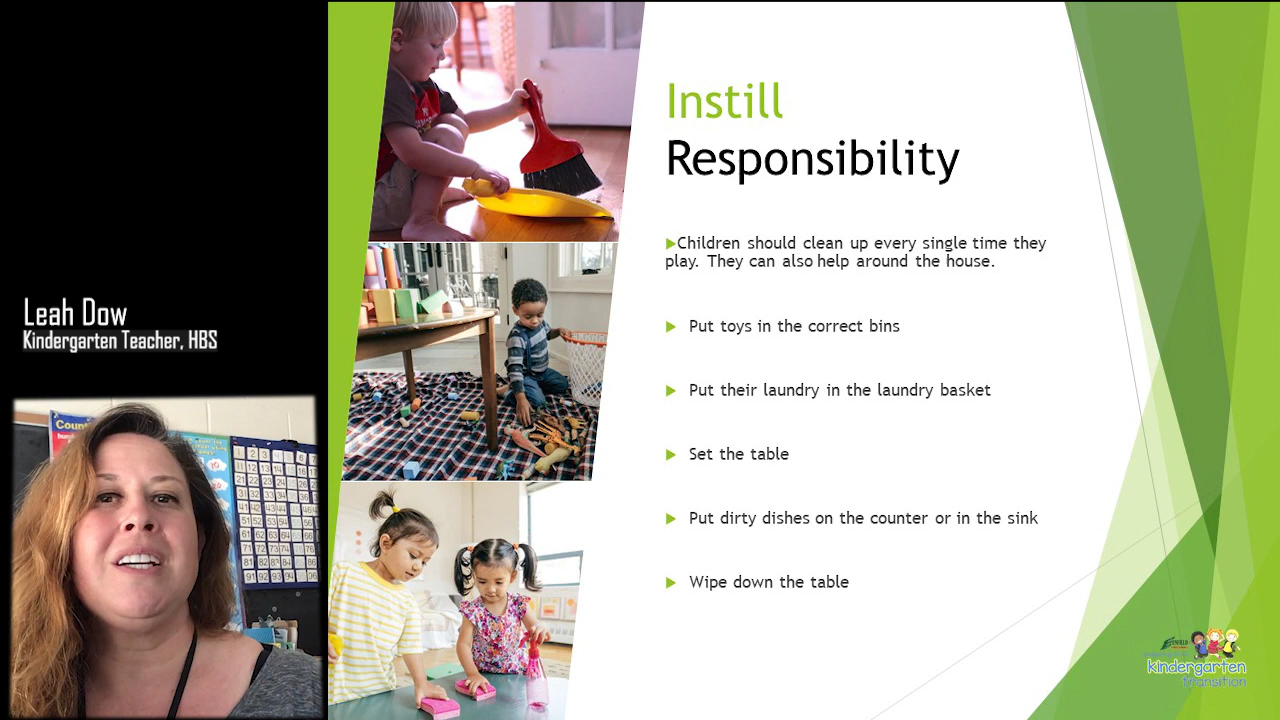 Instill
Responsibility
Children should clean up every single time they
play. They can also help around the house.
Put toys in the correct bins
Put their laundry in the laundry basket
Set the table
Put dirty dishes on the counter or in the sink
Wipe down the table
Leah Dow
Kindergarten Teacher, HBS
kindergarten
transition